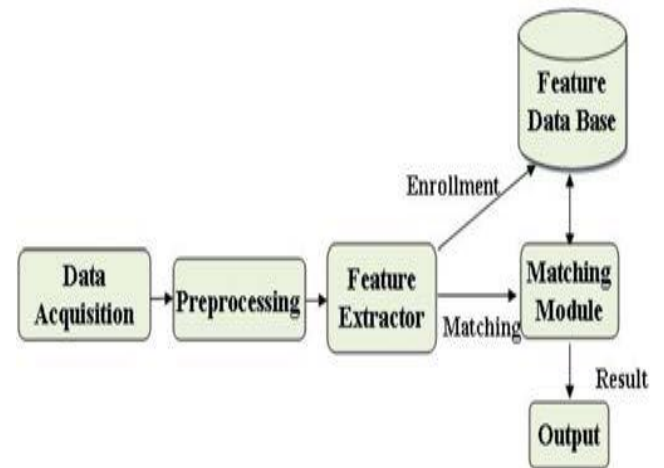 Feature
Data Base
Enrollment
Data
Acquisition
Preprocessing
Feature
Extractor
Matching
Matching
Module
Result
Output